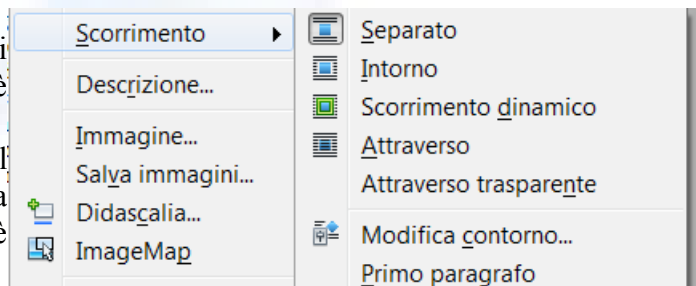 Scorrimento
Descrizione...
Immagine...
Salva immagini...
Didascalia...
ImageMap
Separato
Intorno
Scorrimento dinamico
Attraverso
Attraverso trasparente
Modifica contorno...
Primo paragrafo